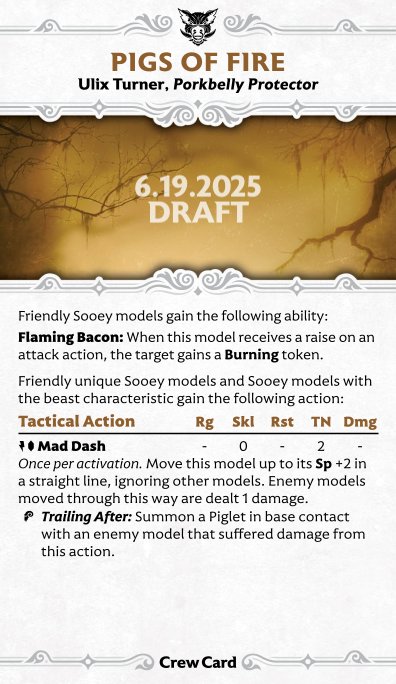 PIGS OF FIRE
Ulix Turner, Porkbelly Protector
6.19.2025
DRAFT
Friendly Sooey models gain the following ability:
Flaming Bacon: When this model receives a raise on an
attack action, the target gains a Burning token.
Friendly unique Sooey models and Sooey models with
the beast characteristic gain the following action:
Tactical Action Rg Skl Rst TN Dmg
Mad Dash - 0 - 2 -
Once per activation. Move this model up to its Sp +2 in
a straight line, ignoring other models. Enemy models
moved through this way are dealt 1 damage.
Trailing After: Summon a Piglet in base contact
with an enemy model that suffered damage from
this action.
Crew Card